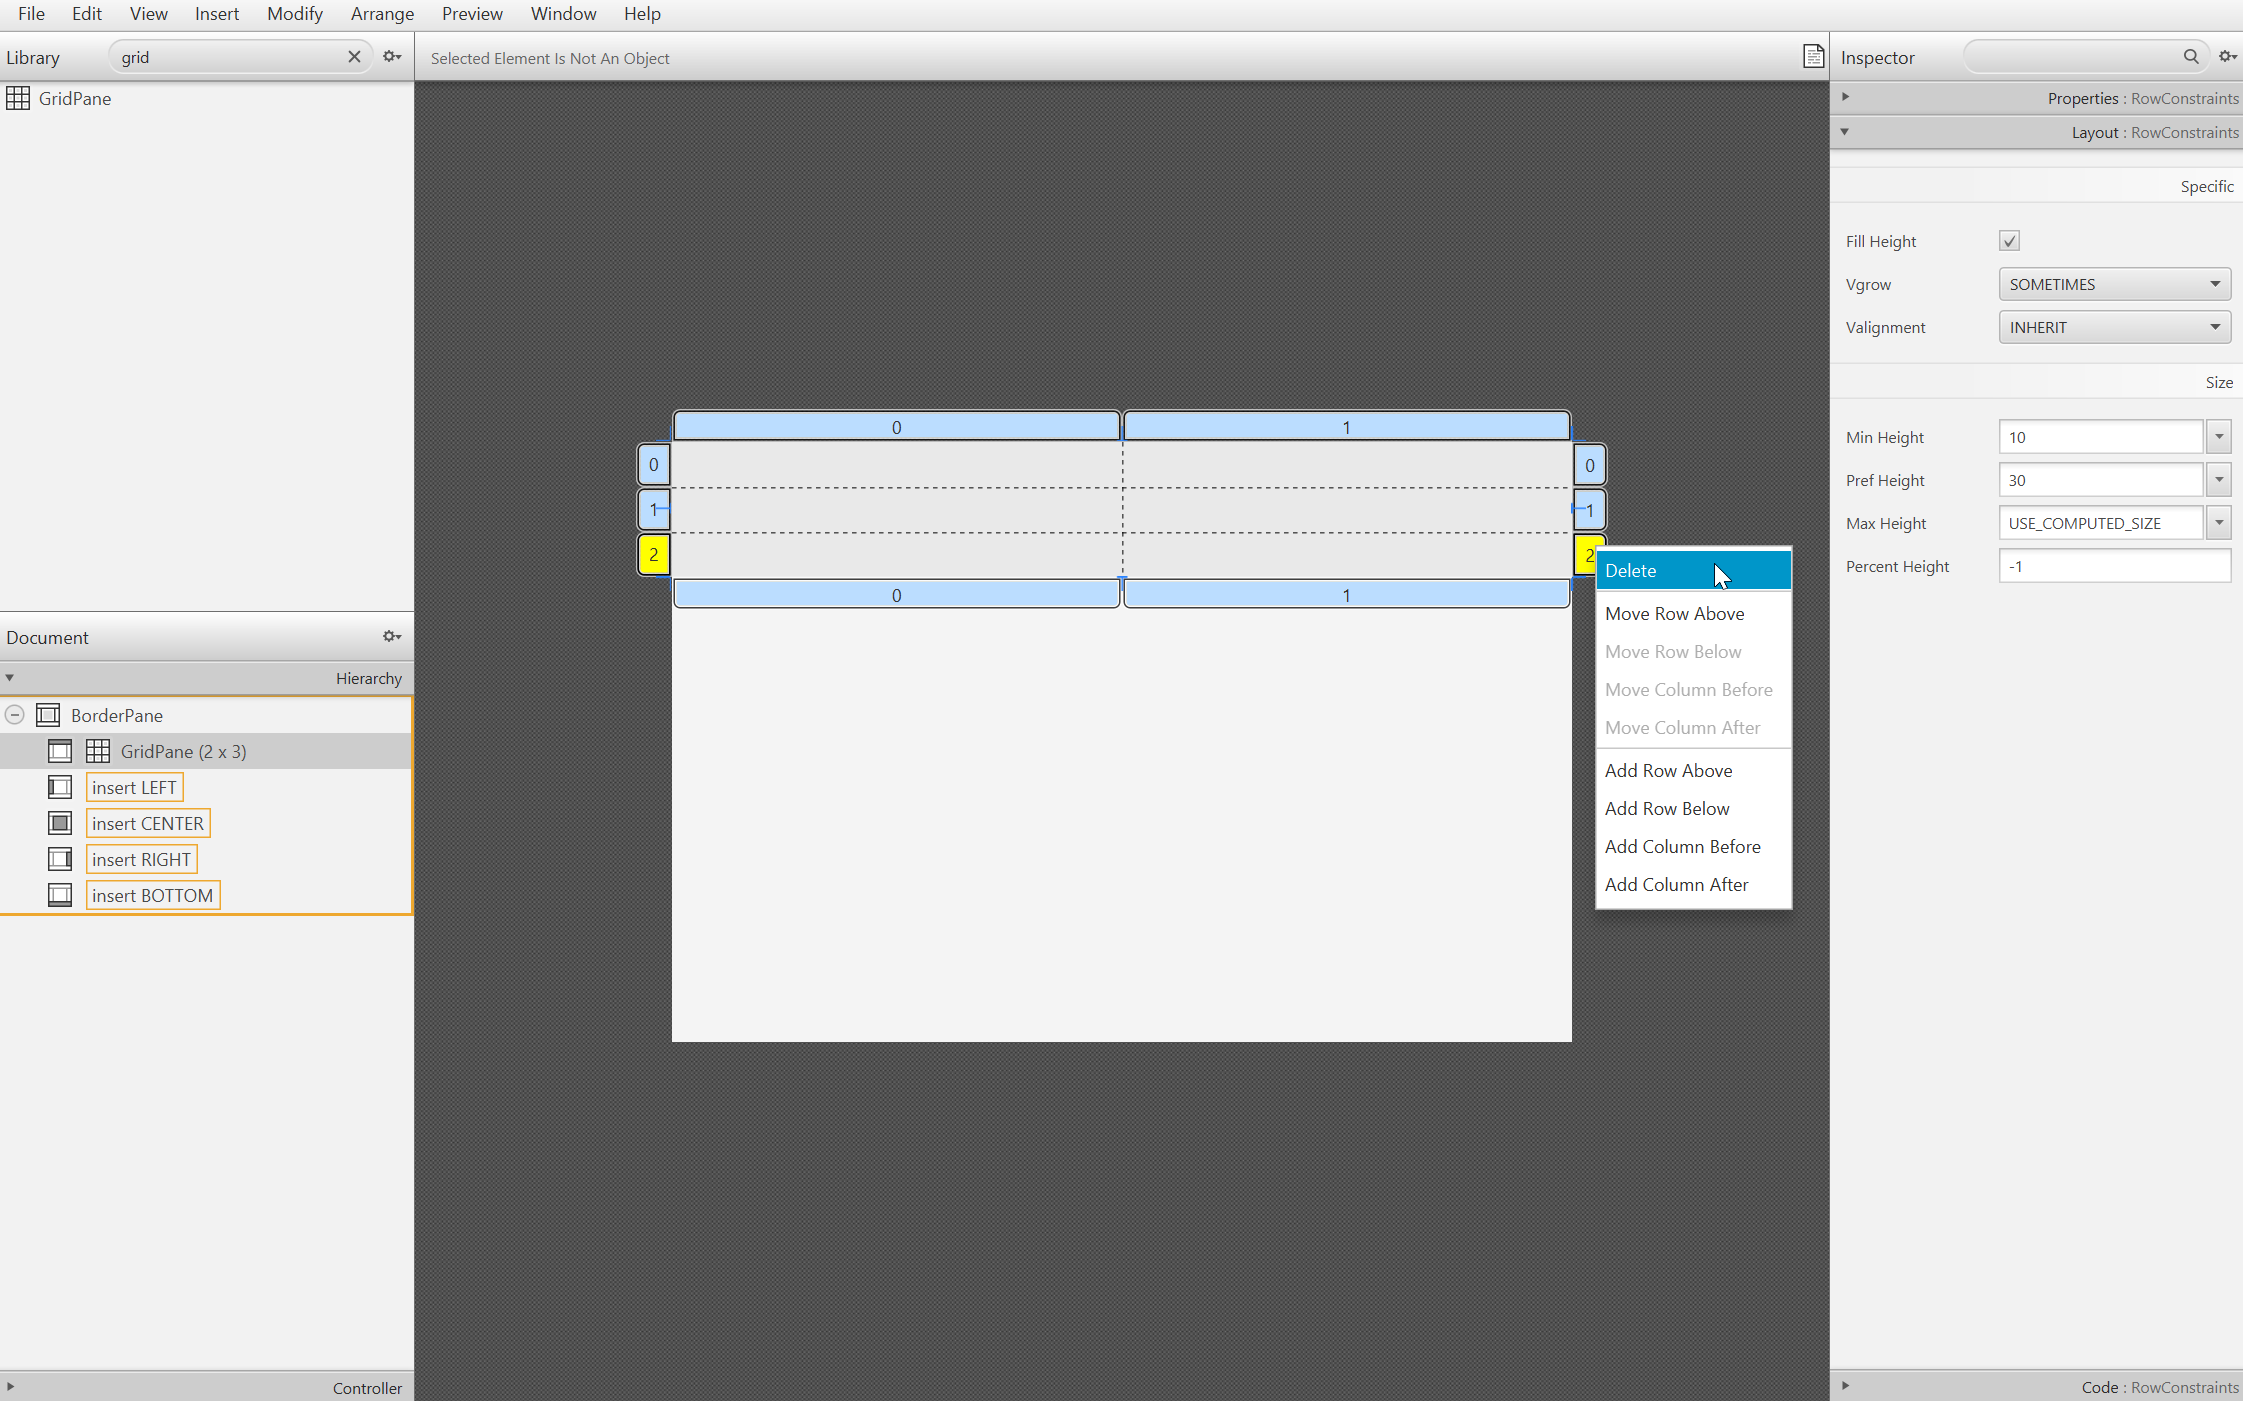 File Edit View Insert Modify Arrange Preview Window Help
Library
grid
Selected Element Is Not An Object
Inspector
GridPane
Properties : RowConstraints
Layout : RowConstraints
Specific
Fill Height
Vgrow
SOMETIMES
Valignment
INHERIT
Size
Min Height
10
Pref Height
30
Max Height
USE_COMPUTED_SIZE
Percent Height
-1
0 1
0 0
1 1
2 2
0 1
Delete
Move Row Above
Move Row Below
Move Column Before
Move Column After
Add Row Above
Add Row Below
Add Column Before
Add Column After
Document
Hierarchy
BorderPane
GridPane (2 x 3)
insert LEFT
insert CENTER
insert RIGHT
insert BOTTOM
Controller
Code : RowConstraints